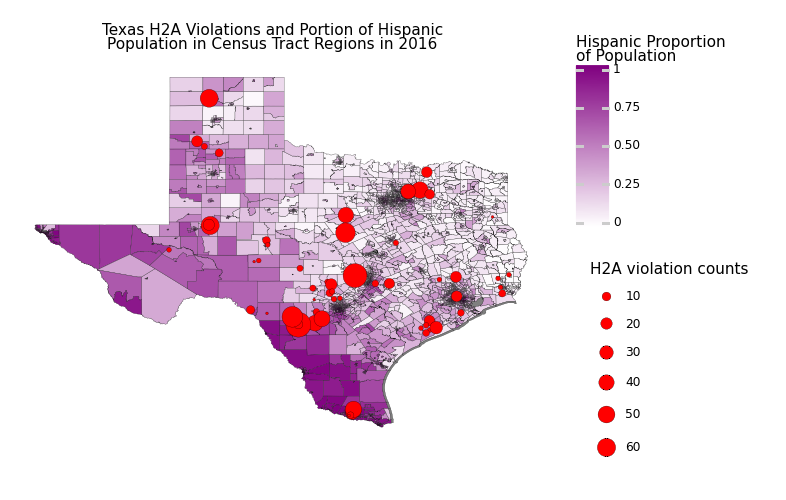 Texas H2A Violations and Portion of Hispanic
Population in Census Tract Regions in 2016
Hispanic Proportion
of Population
1
0.75
0.50
0.25
0
H2A violation counts
10
20
30
40
50
60